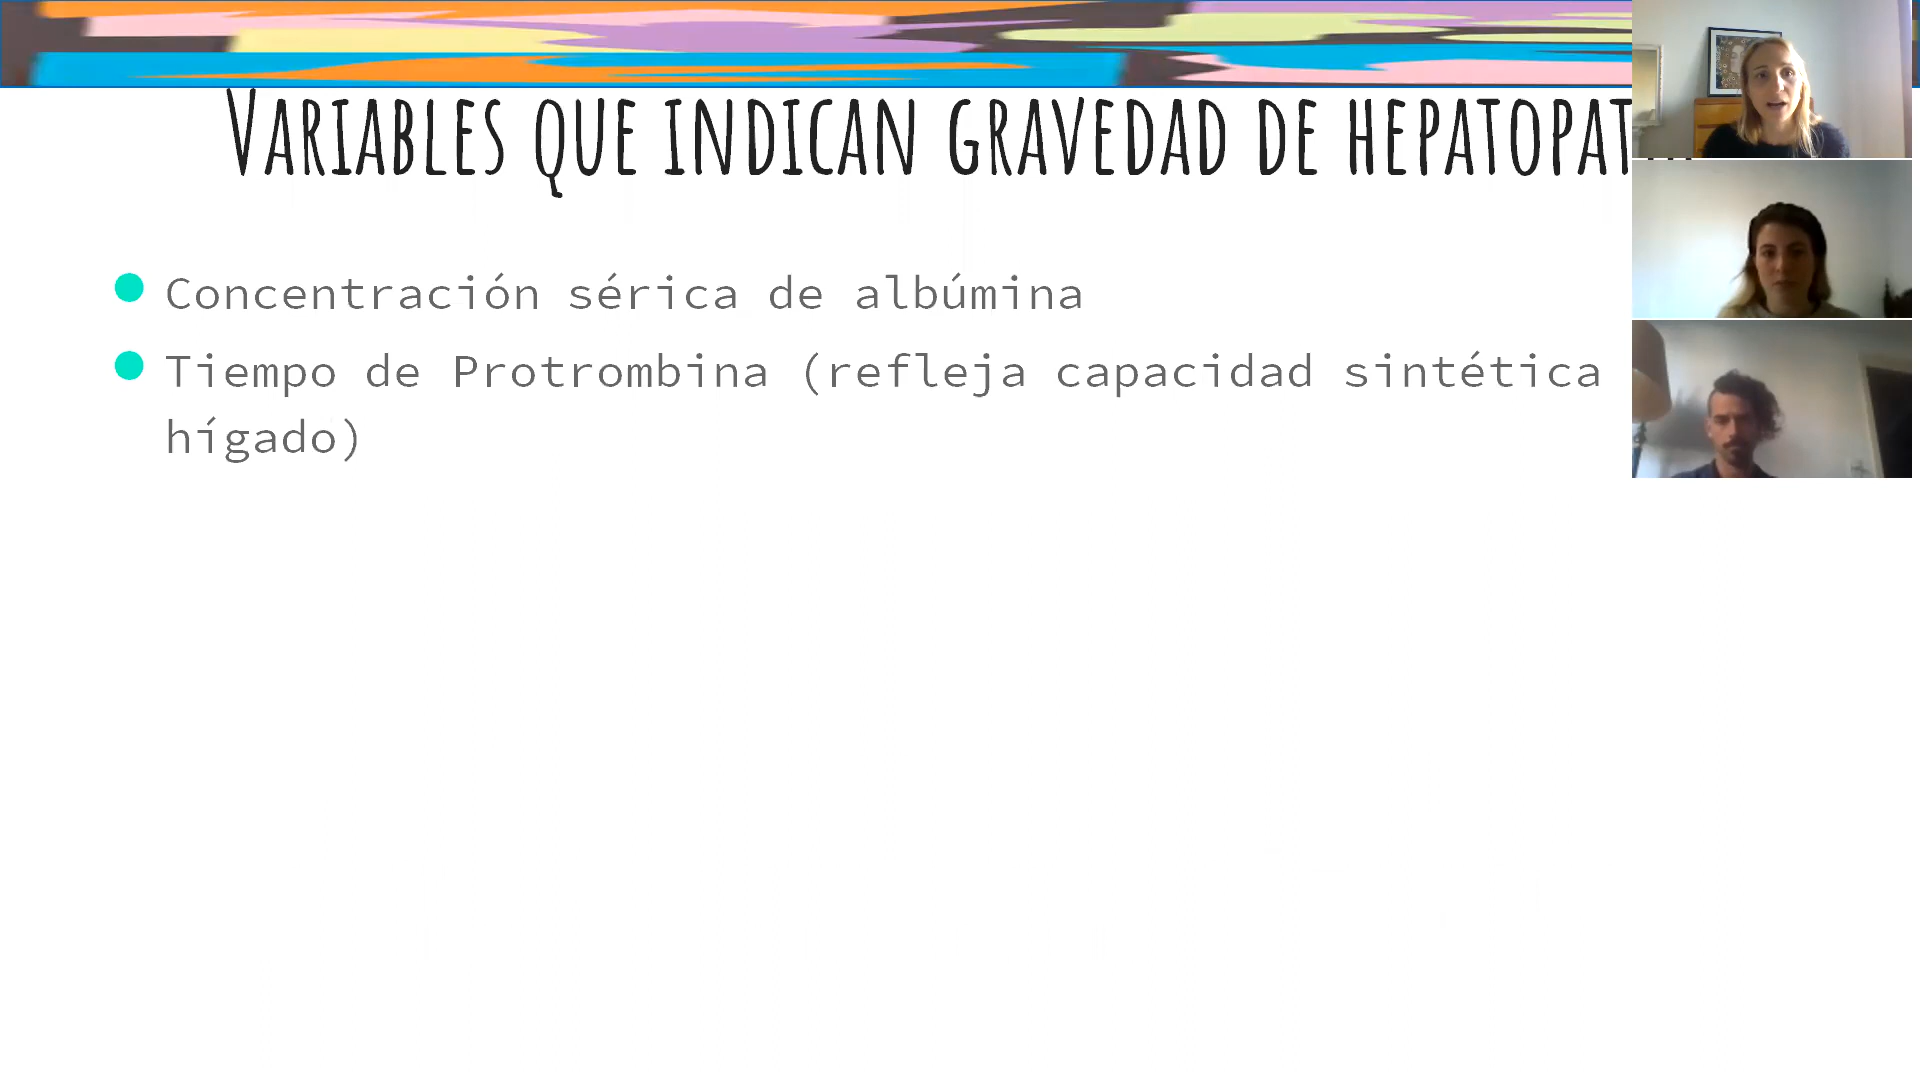 VARIABLES QUE INDICAN GRAVEDAD DE HEPATOPAT
Concentración sérica de albúmina
Tiempo de Protrombina (refleja capacidad sintética
hígado)